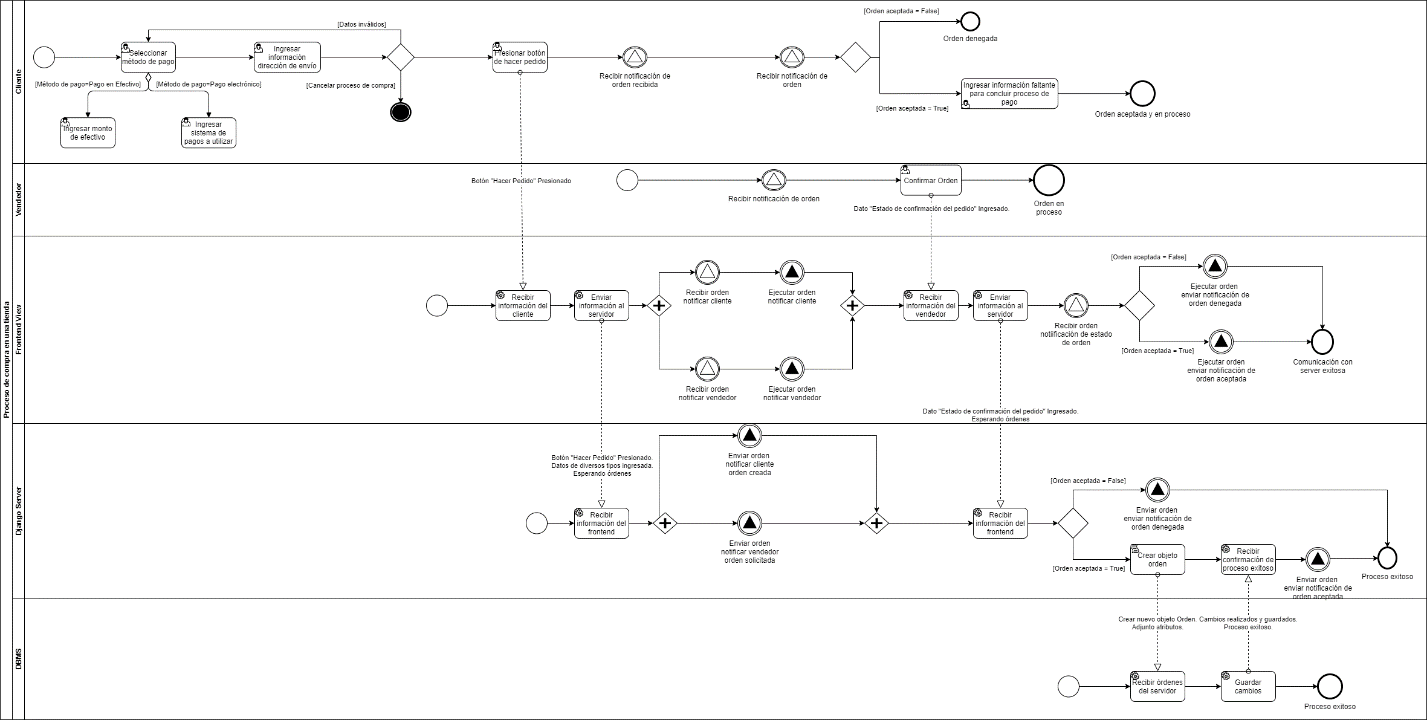 Proceso de compra en una tienda
Cliente
[Datos inválidos]
Seleccionar
método de pago
Ingresar
información
dirección de envío
[Método de pago=Pago en Efectivo]
[Método de pago=Pago electrónico]
Ingresar monto
de efectivo
Ingresar
sistema de
pagos a utilizar
[Cancelar proceso de compra]
Presionar botón
de hacer pedido
Recibir notificación de
orden recibida
Recibir notificación de
orden
[Orden aceptada = False]
Orden denegada
[Orden aceptada = True]
Ingresar información faltante
para concluir proceso de
pago
Orden aceptada y en proceso
Vendedor
Botón "Hacer Pedido" Presionado
Recibir notificación de orden
Confirmar Orden
Orden en
proceso
Dato "Estado de confirmación del pedido" Ingresado.
Frontend View
Recibir
información del
cliente
Enviar
información al
servidor
Recibir orden
notificar cliente
Ejecutar orden
notificar cliente
Recibir orden
notificar vendedor
Ejecutar orden
notificar vendedor
Recibir
información del
vendedor
Enviar
información al
servidor
Recibir orden
notiificación de estado
de orden
[Orden aceptada = False]
Ejecutar orden
enviar notificación de
orden denegada
[Orden aceptada = True]
Ejecutar orden
enviar notificación de
orden aceptada
Comunicación con
server exitosa
Dato "Estado de confirmación del pedido" Ingresado.
Esperando órdenes
Django Server
Botón "Hacer Pedido" Presionado.
Datos de diversos tipos ingresada.
Esperando órdenes
Recibir
información del
frontend
Enviar orden
notificar cliente
orden creada
Enviar orden
notificar vendedor
orden solicitada
Recibir
información del
frontend
[Orden aceptada = False]
Enviar orden
enviar notificación de
orden denegada
[Orden aceptada = True]
Crear objeto
orden
Recibir
confirmación de
proceso exitoso
Enviar orden
enviar notificación de
orden aceptada
Proceso exitoso
DBMS
Crear nuevo objeto Orden.
Adjunto atributos.
Cambios realizados y guardados.
Proceso exitoso.
Recibir órdenes
del servidor
Guardar
cambios
Proceso exitoso